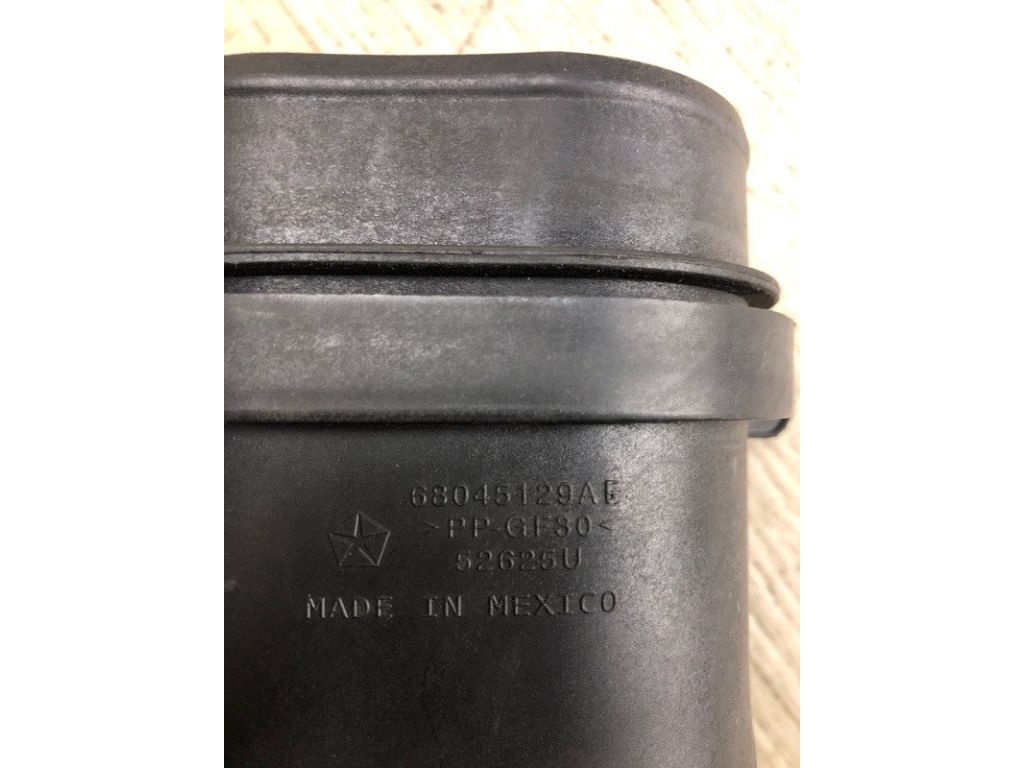 68045129AE
>PP-GF30<
52625U
MADE IN MEXICO